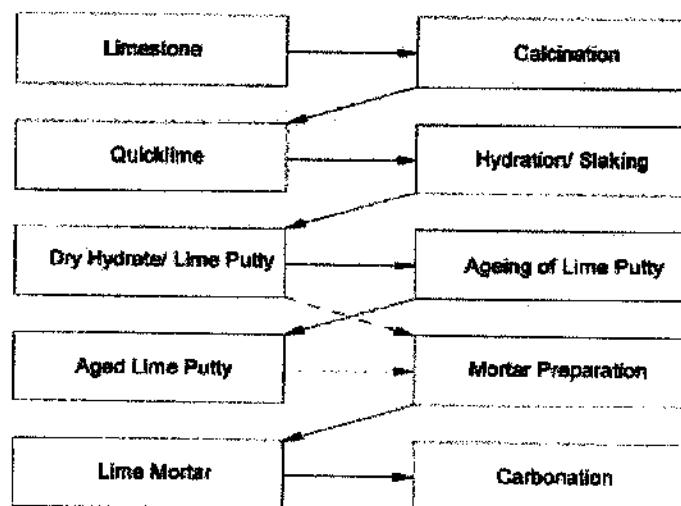 Limestone
Calcination
Quicklime
Hydration/ Slaking
Dry Hydrate/ Lime Putty
Ageing of Lime Putty
Aged Lime Putty
Mortar Preparation
Lime Mortar
Carbonation